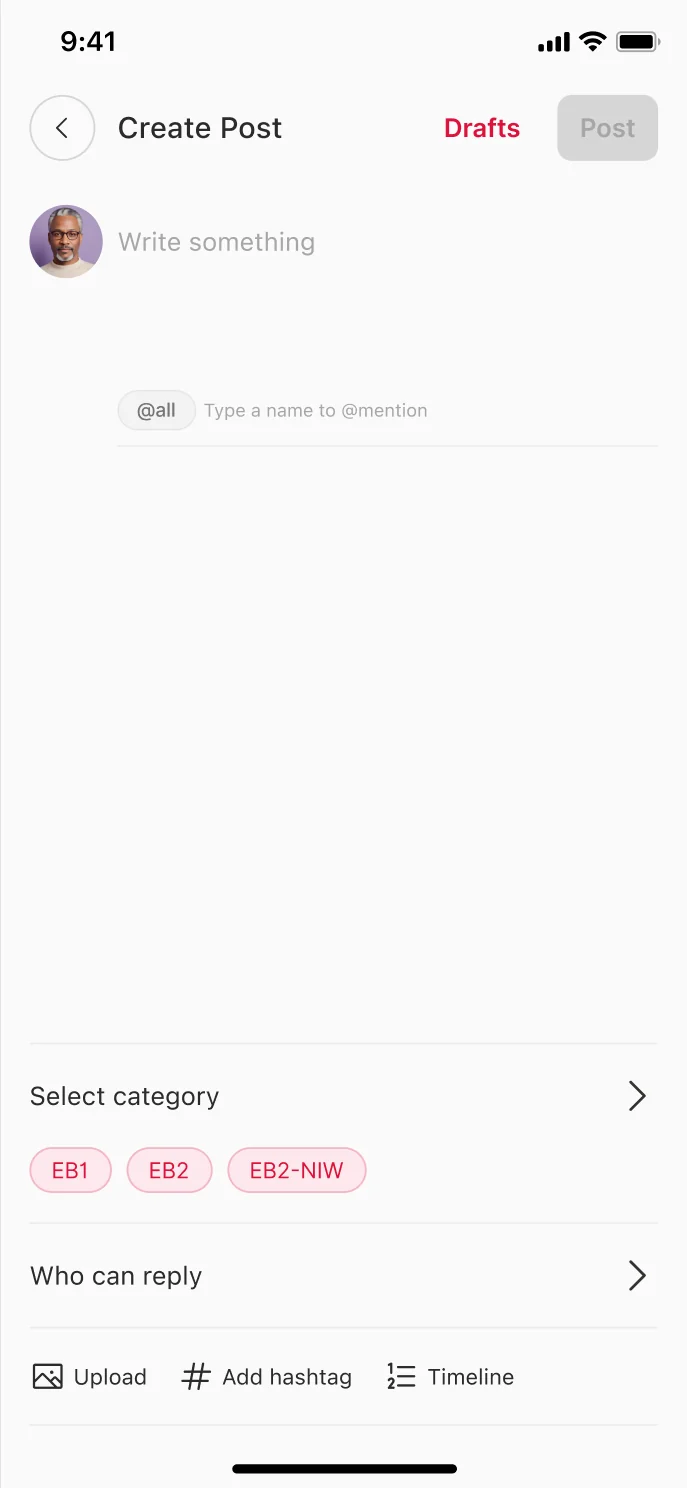 9:41
Create Post Drafts Post
Write something
@all Type a name to @mention
Select category
EB1 EB2 EB2-NIW
Who can reply
Upload Add hashtag Timeline